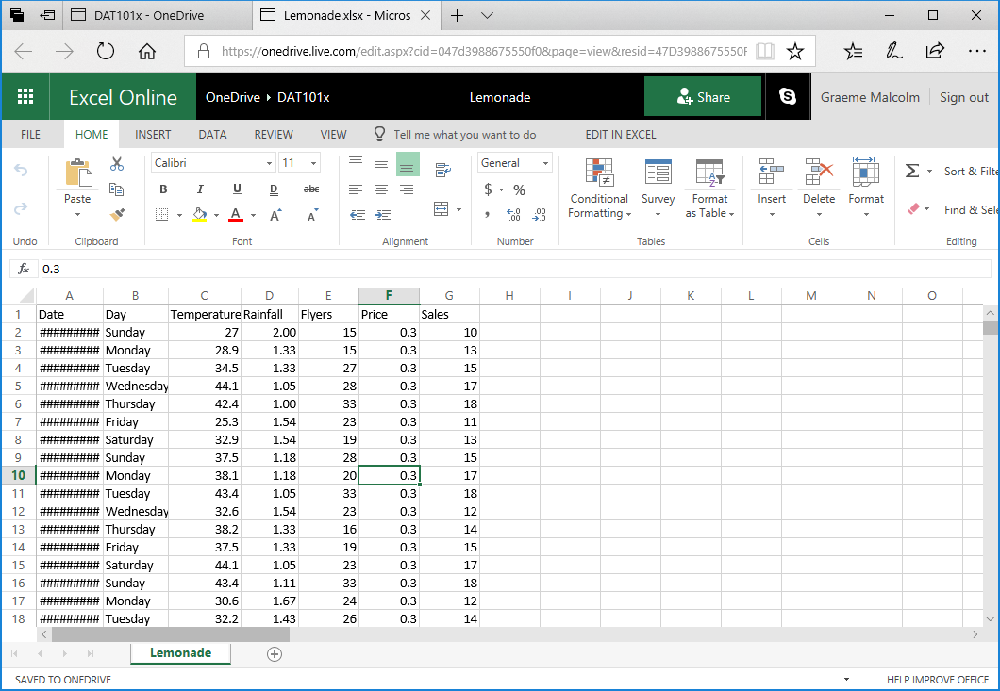 DAT101x - OneDrive
Lemonade.xlsx - Micros
https://onedrive.live.com/edit.aspx?cid=047d3988675550f0&page=view&resid=47D3988675550F
Excel Online OneDrive DAT101x Lemonade Share Graeme Malcolm Sign out
FILE HOME INSERT DATA REVIEW VIEW Tell me what you want to do EDIT IN EXCEL
Calibri 11 General
Paste
B I U D abc
$ %
Conditional Formatting
Survey
Format as Table
Insert Delete Format
Σ Sort & Filte
A A A
Find & Sele
Undo Clipboard Font Alignment Number Tables Cells Editing
fx 0.3
A B C D E F G H I J K L M N O
1 Date Day Temperature Rainfall Flyers Price Sales
2 ######### Sunday 27 2.00 15 0.3 10
3 ######### Monday 28.9 1.33 15 0.3 13
4 ######### Tuesday 34.5 1.33 27 0.3 15
5 ######### Wednesday 44.1 1.05 28 0.3 17
6 ######### Thursday 42.4 1.00 33 0.3 18
7 ######### Friday 25.3 1.54 23 0.3 11
8 ######### Saturday 32.9 1.54 19 0.3 13
9 ######### Sunday 37.5 1.18 28 0.3 15
10 ######### Monday 38.1 1.18 20 0.3 17
11 ######### Tuesday 43.4 1.05 33 0.3 18
12 ######### Wednesday 32.6 1.54 23 0.3 12
13 ######### Thursday 38.2 1.33 16 0.3 14
14 ######### Friday 37.5 1.33 19 0.3 15
15 ######### Saturday 44.1 1.05 23 0.3 17
16 ######### Sunday 43.4 1.11 33 0.3 18
17 ######### Monday 30.6 1.67 24 0.3 12
18 ######### Tuesday 32.2 1.43 26 0.3 14
Lemonade
SAVED TO ONEDRIVE HELP IMPROVE OFFICE